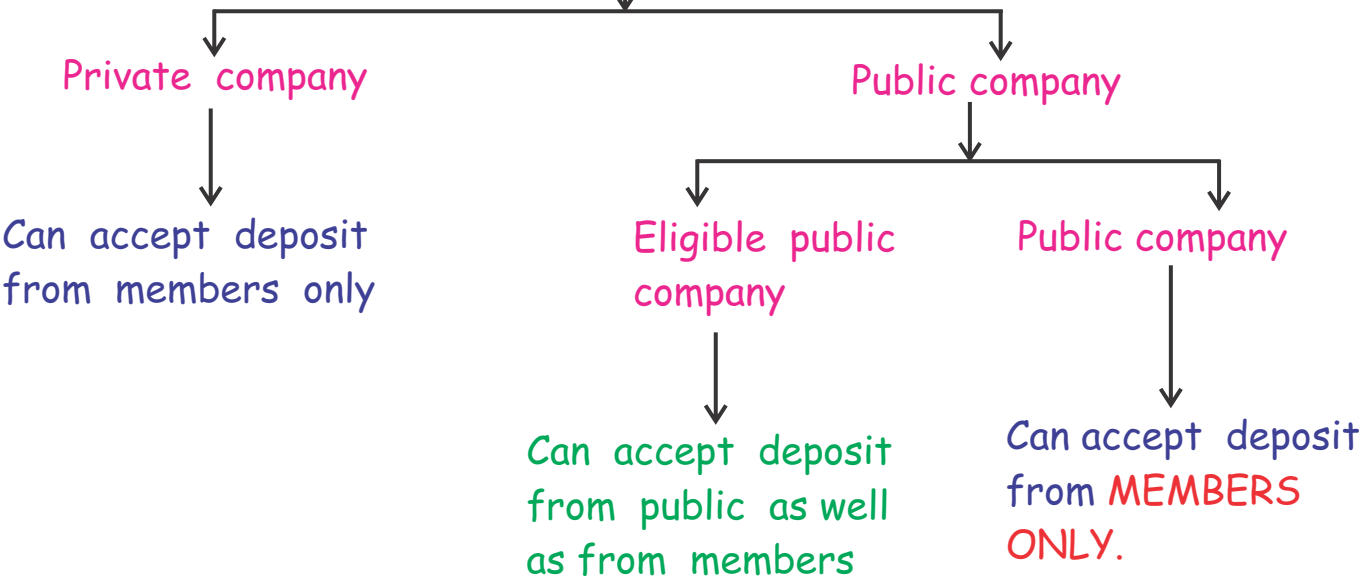 Private company
Public company
Can accept deposit
from members only
Eligible public
company
Public company
Can accept deposit
from public as well
as from members
Can accept deposit
from MEMBERS
ONLY.